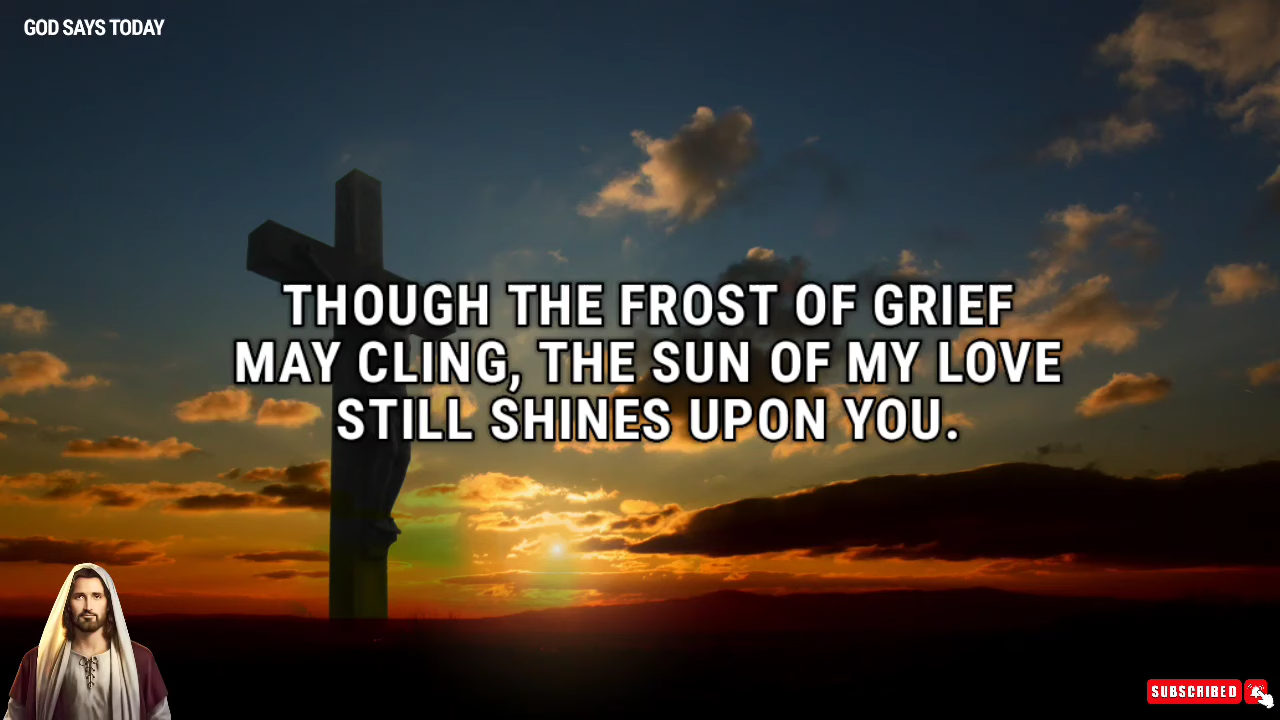 GOD SAYS TODAY
THOUGH THE FROST OF GRIEF
MAY CLING, THE SUN OF MY LOVE
STILL SHINES UPON YOU.
SUBSCRIBED